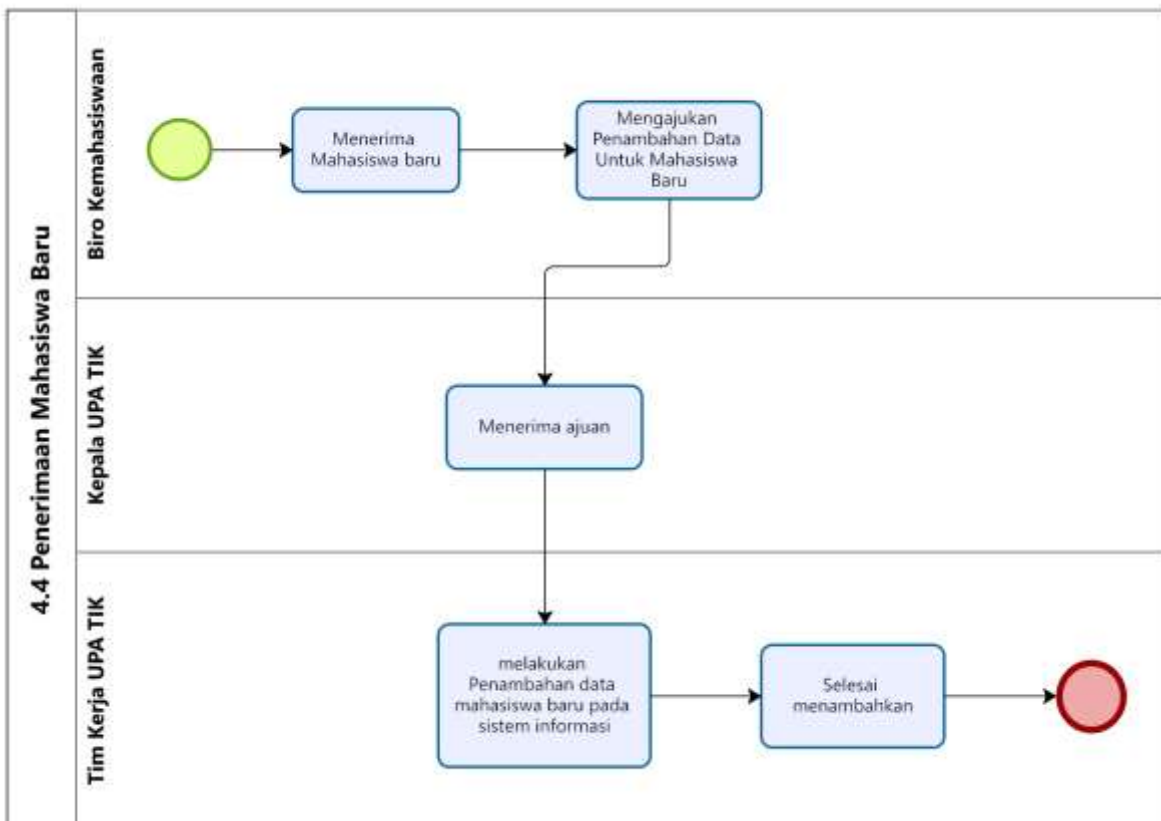 4.4 Penerimaan Mahasiswa Baru
Biro Kemahasiswaan
Menerima
Mahasiswa baru
Mengajukan
Penambahan Data
Untuk Mahasiswa
Baru
Kepala UPA TIK
Menerima ajuan
Tim Kerja UPA TIK
melakukan
Penambahan data
mahasiswa baru pada
sistem informasi
Selesai
menambahkan